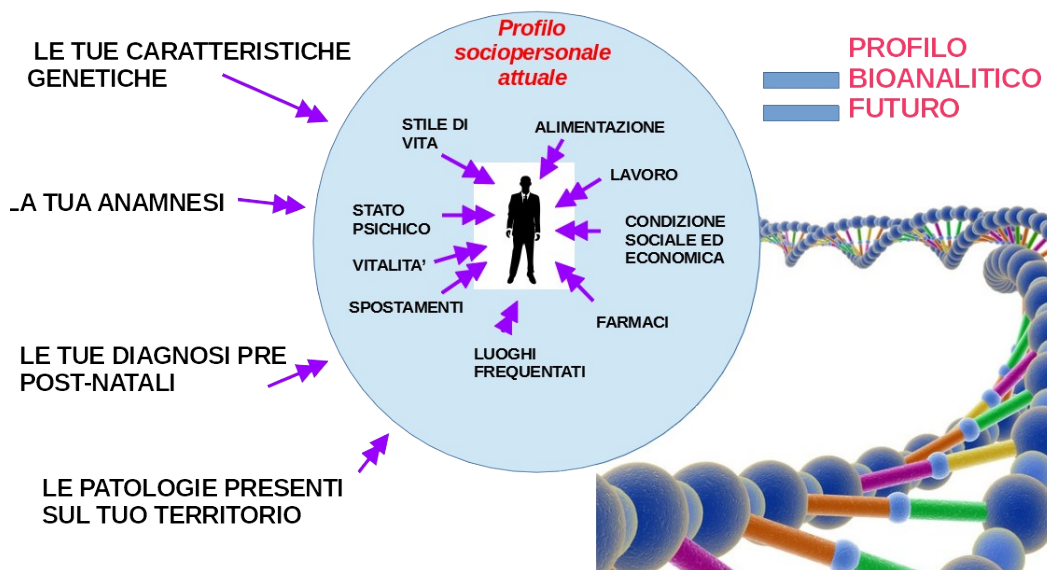 LE TUE CARATTERISTICHE
GENETICHE
LA TUA ANAMNESI
LE TUE DIAGNOSI PRE
POST-NATALI
LE PATOLOGIE PRESENTI
SUL TUO TERRITORIO
Profilo
sociopersonale
attuale
STILE DI
VITA
ALIMENTAZIONE
LAVORO
STATO
PSICHICO
CONDIZIONE
SOCIALE ED
ECONOMICA
VITALITA’
SPOSTAMENTI
FARMACI
LUOGHI
FREQUENTATI
PROFILO
BIOANALITICO
FUTURO